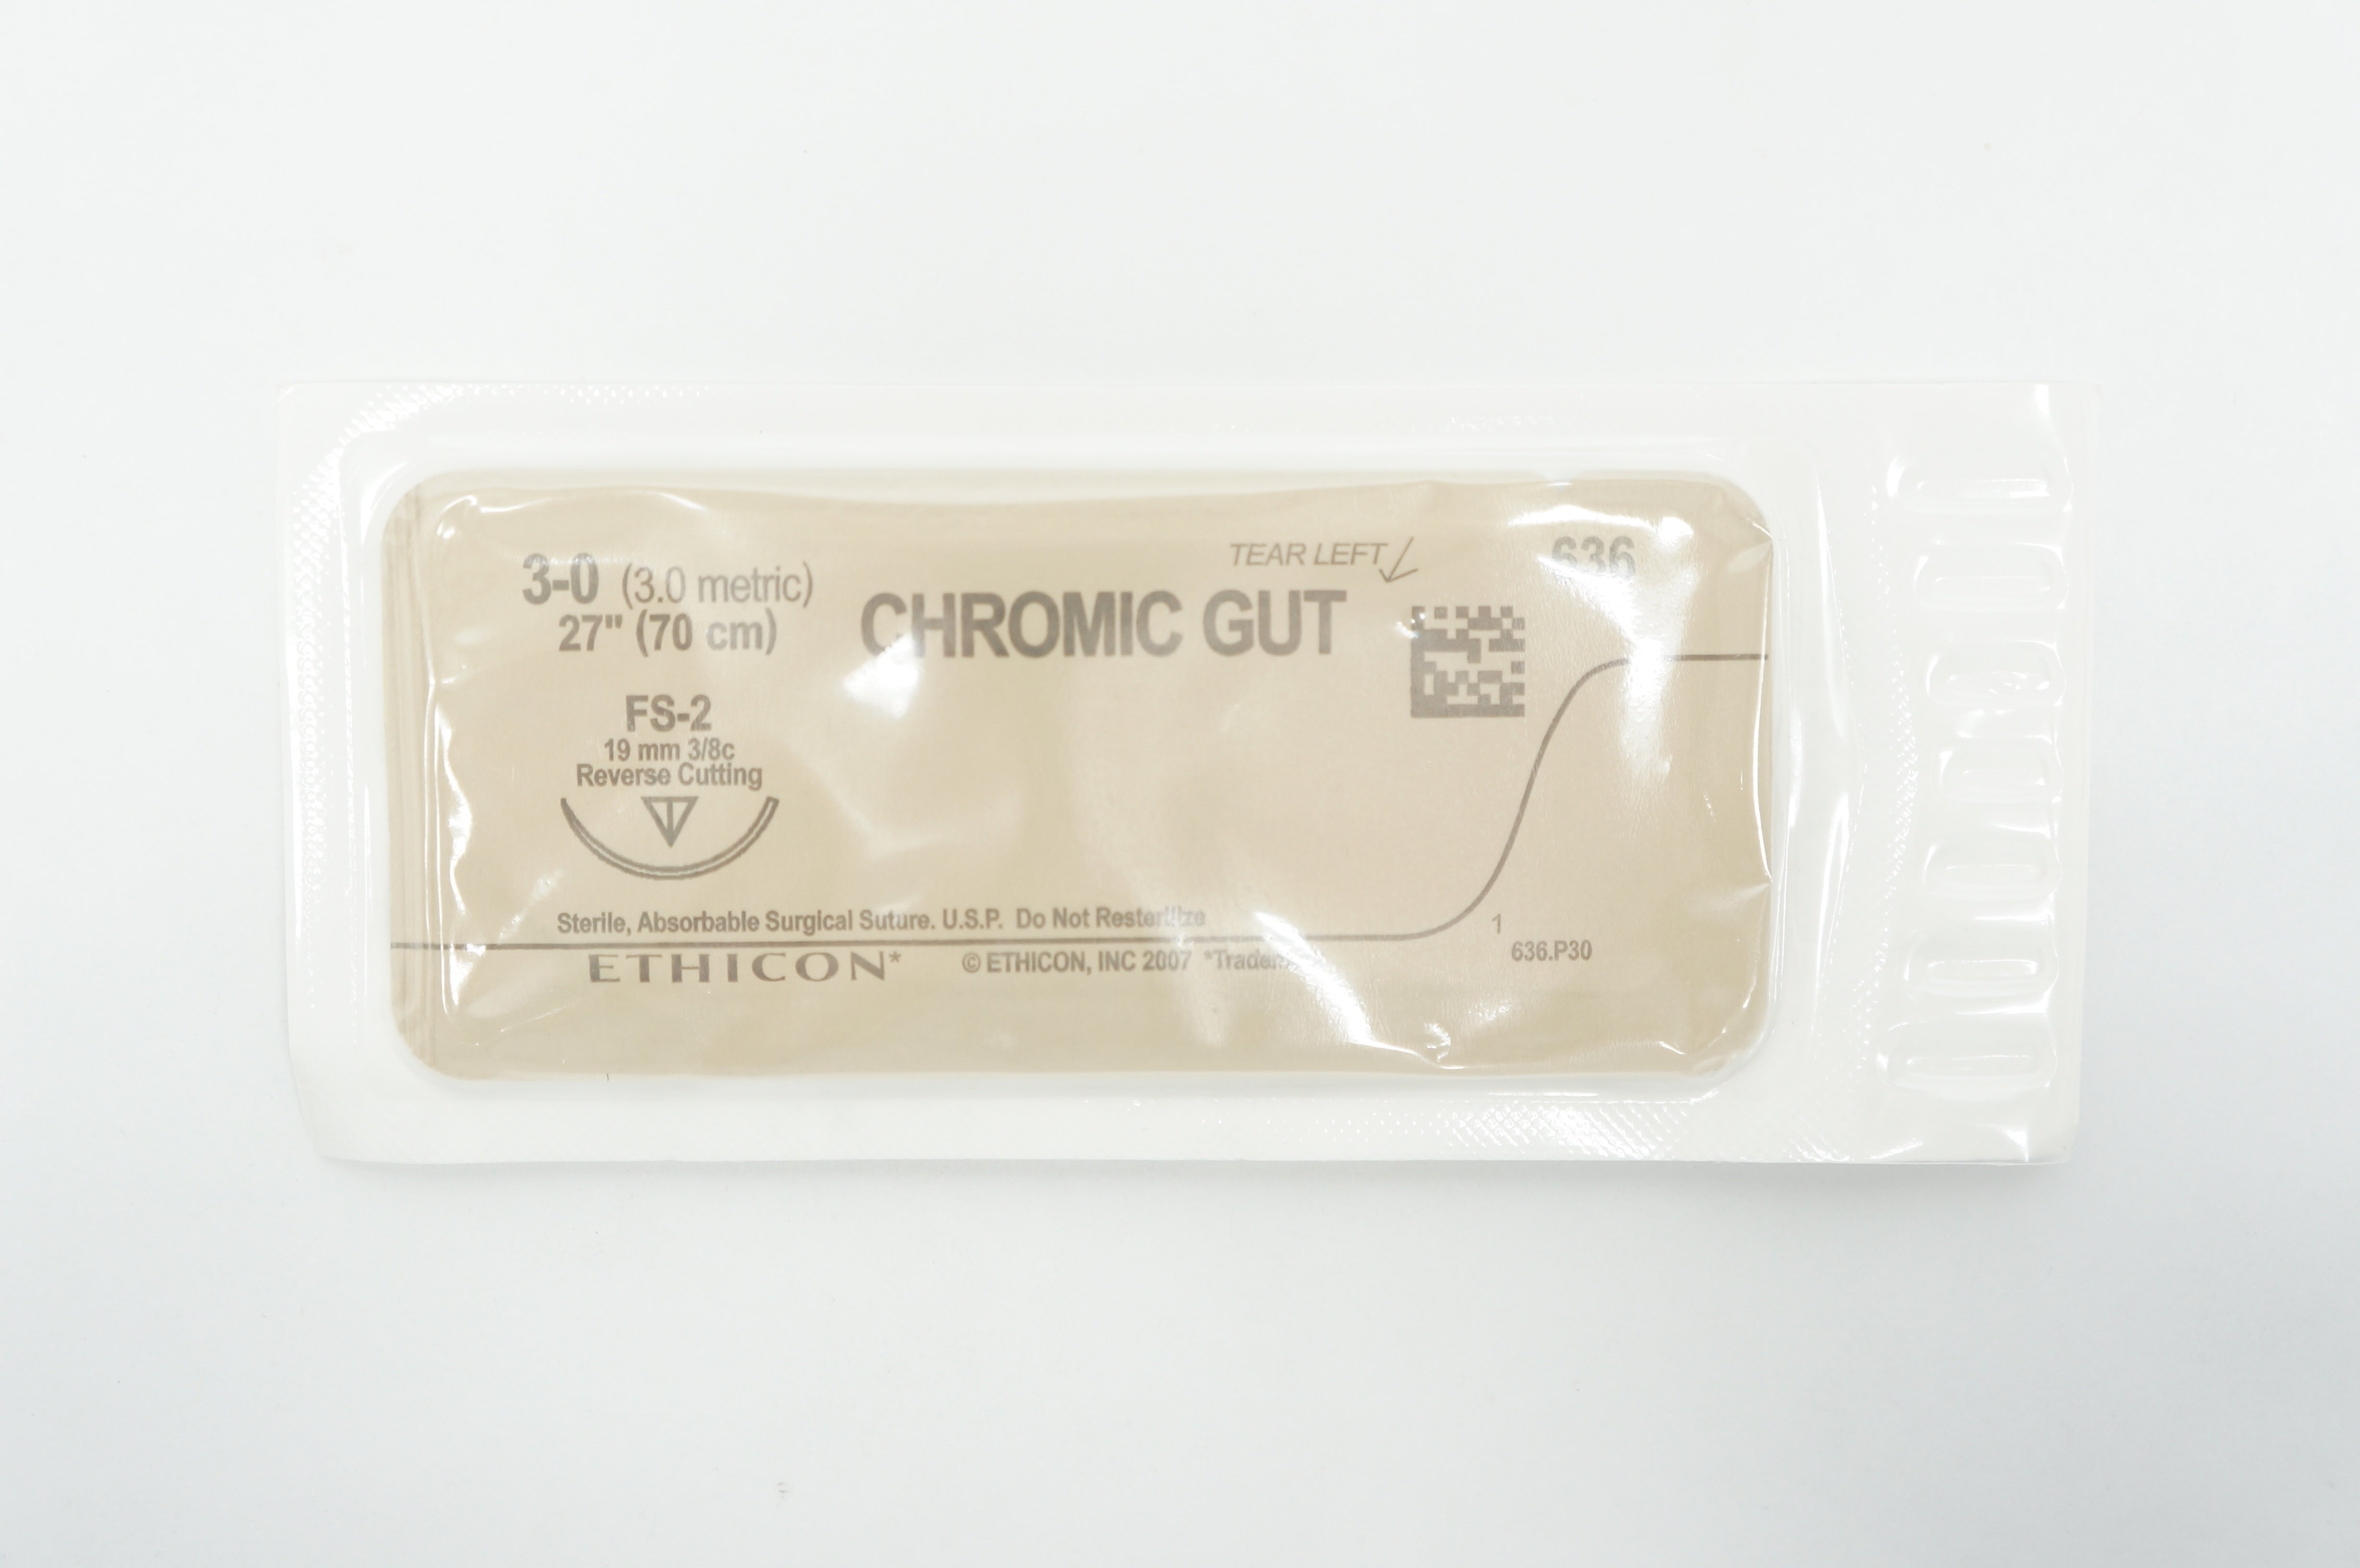 TEAR LEFT
636
3-0 (3.0 metric)
27" (70 cm)
CHROMIC GUT
FS-2
19 mm 3/8c
Reverse Cutting
Sterile, Absorbable Surgical Suture. U.S.P. Do Not Resterilize
1
636.P30
ETHICON* © ETHICON, INC 2007